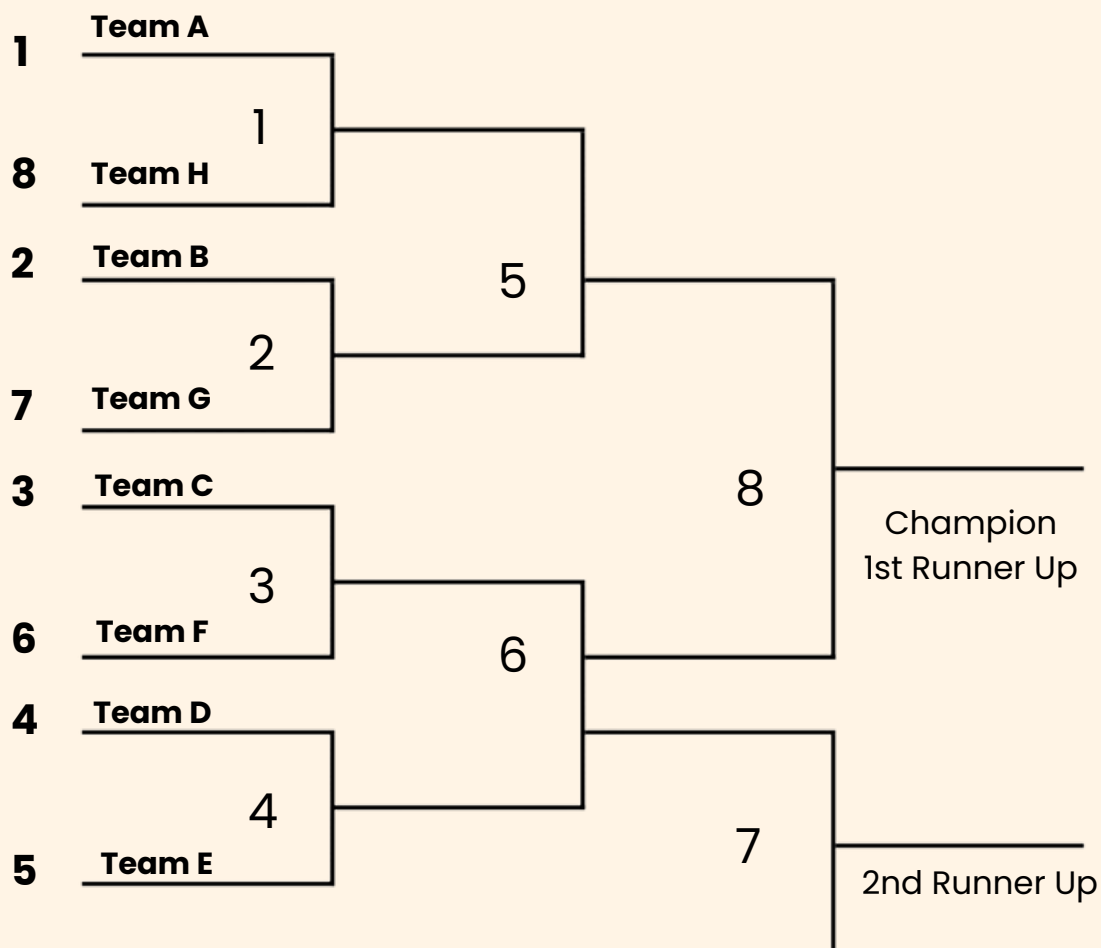 1
Team A
1
8
Team H
2
Team B
5
2
7
Team G
3
Team C
8
Champion
1st Runner Up
3
6
Team F
6
4
Team D
4
7
5
Team E
2nd Runner Up